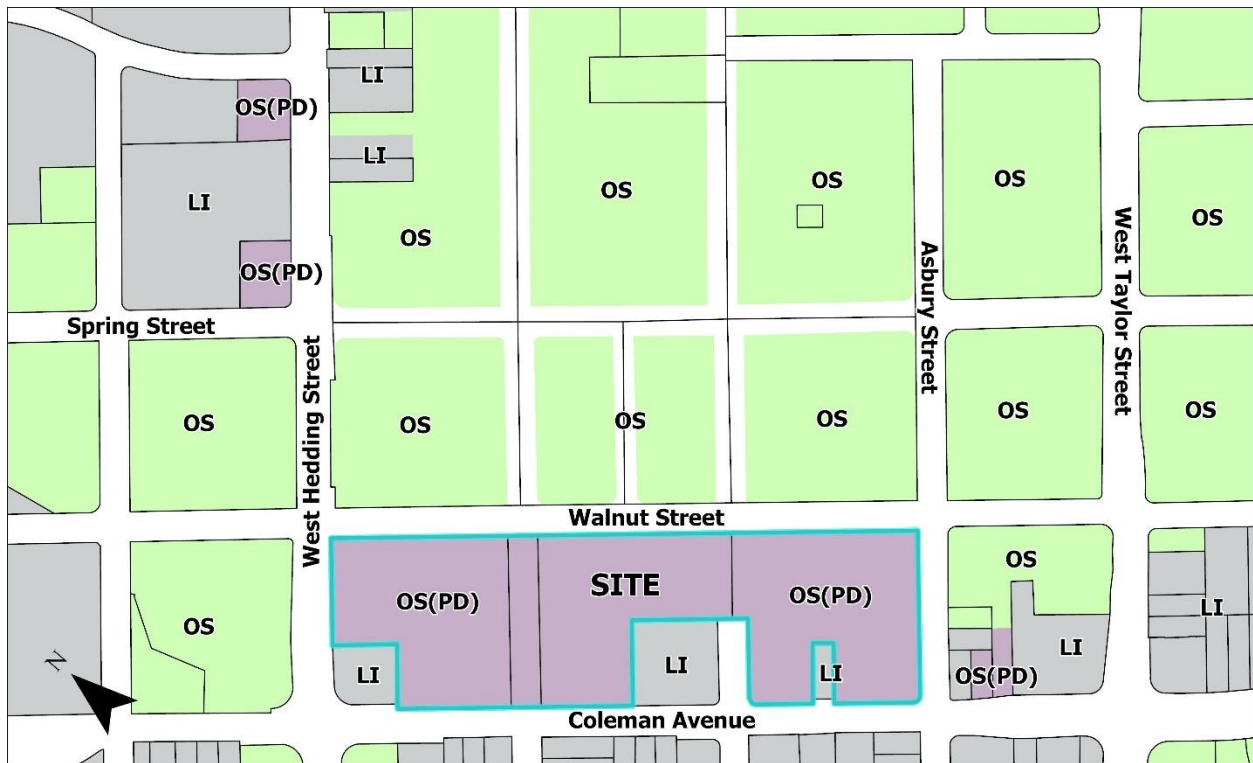 LI
OS(PD)
LI
OS
OS
OS
West Taylor Street
LI
OS
LI
OS
Asbury Street
OS(PD)
Spring Street
West Hedding Street
OS
OS
OS
OS
OS
OS
Walnut Street
OS
SITE
OS(PD)
OS(PD)
LI
OS
LI
LI
LI
LI
OS(PD)
N
Coleman Avenue